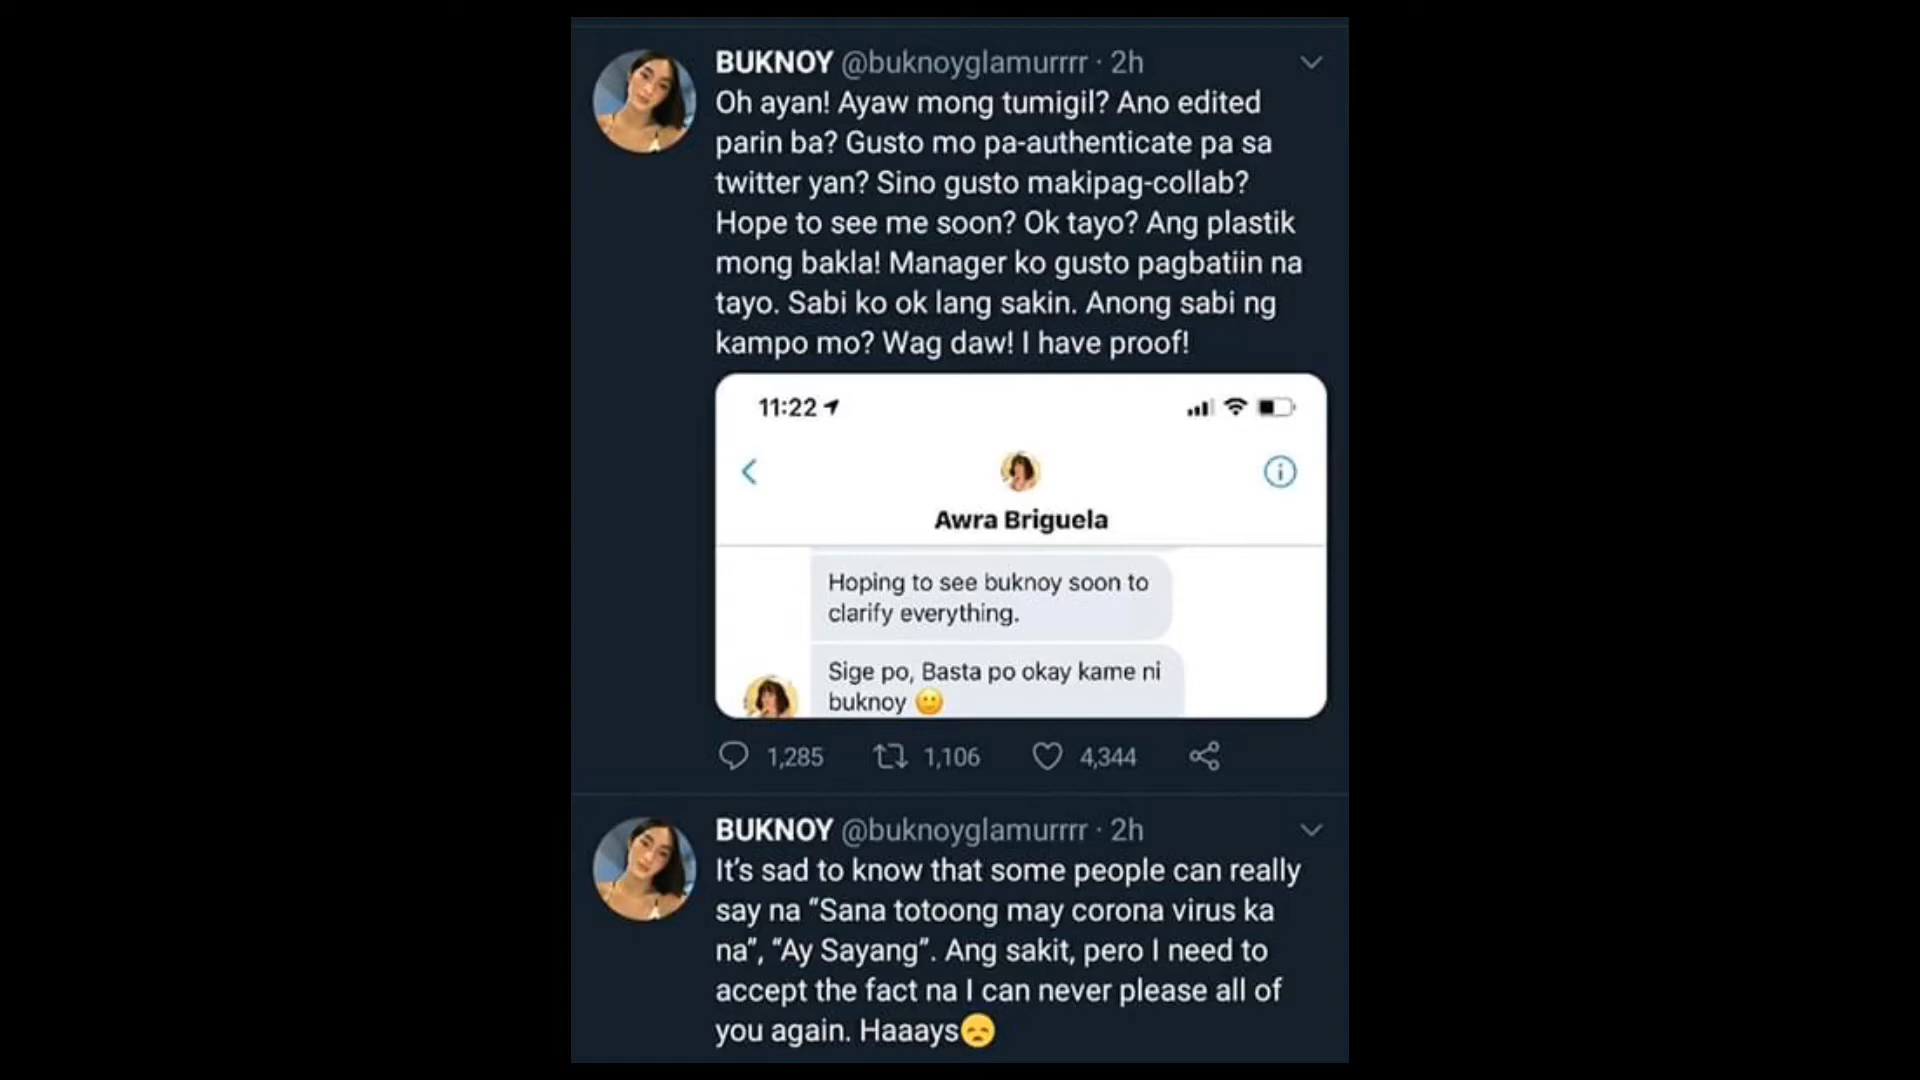 BUKNOY @buknoyglamurrrr · 2h
Oh ayan! Ayaw mong tumigil? Ano edited
parin ba? Gusto mo pa-authenticate pa sa
twitter yan? Sino gusto makipag-collab?
Hope to see me soon? Ok tayo? Ang plastik
mong bakla! Manager ko gusto pagbatiin na
tayo. Sabi ko ok lang sakin. Anong sabi ng
kampo mo? Wag daw! I have proof!
11:22
Awra Briguela
Hoping to see buknoy soon to
clarify everything.
Sige po, Basta po okay kame ni
buknoy 🙂
1,285 1,106 4,344
BUKNOY @buknoyglamurrrr · 2h
It's sad to know that some people can really
say na “Sana totoong may corona virus ka
na”, “Ay Sayang”. Ang sakit, pero I need to
accept the fact na I can never please all of
you again. Haaays😞